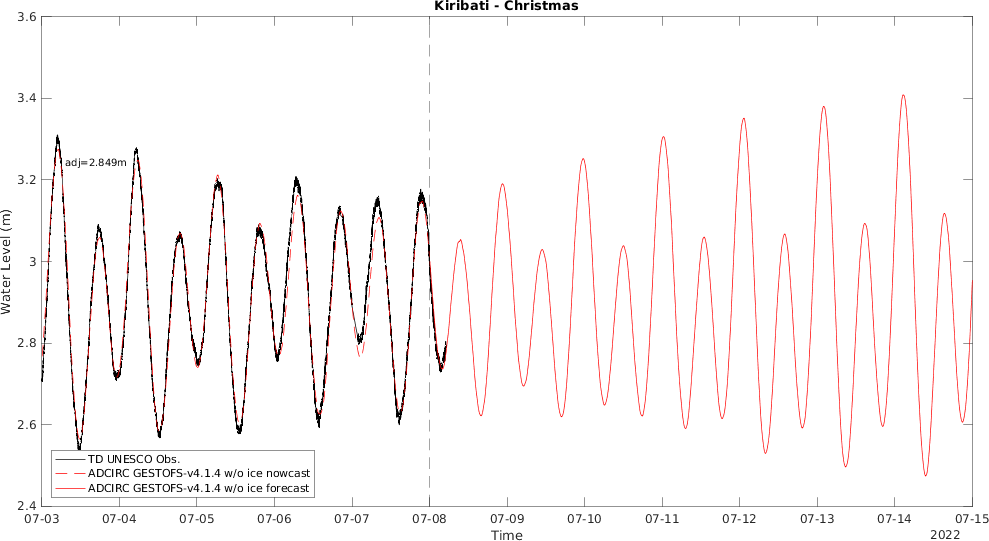 Kiribati - Christmas
3.6
3.4
3.2
3
2.8
2.6
2.4
Water Level (m)
adj=2.849m
TD UNESCO Obs.
ADCIRC GESTOFS-v4.1.4 w/o ice nowcast
ADCIRC GESTOFS-v4.1.4 w/o ice forecast
07-03 07-04 07-05 07-06 07-07 07-08 07-09 07-10 07-11 07-12 07-13 07-14 07-15
Time
2022